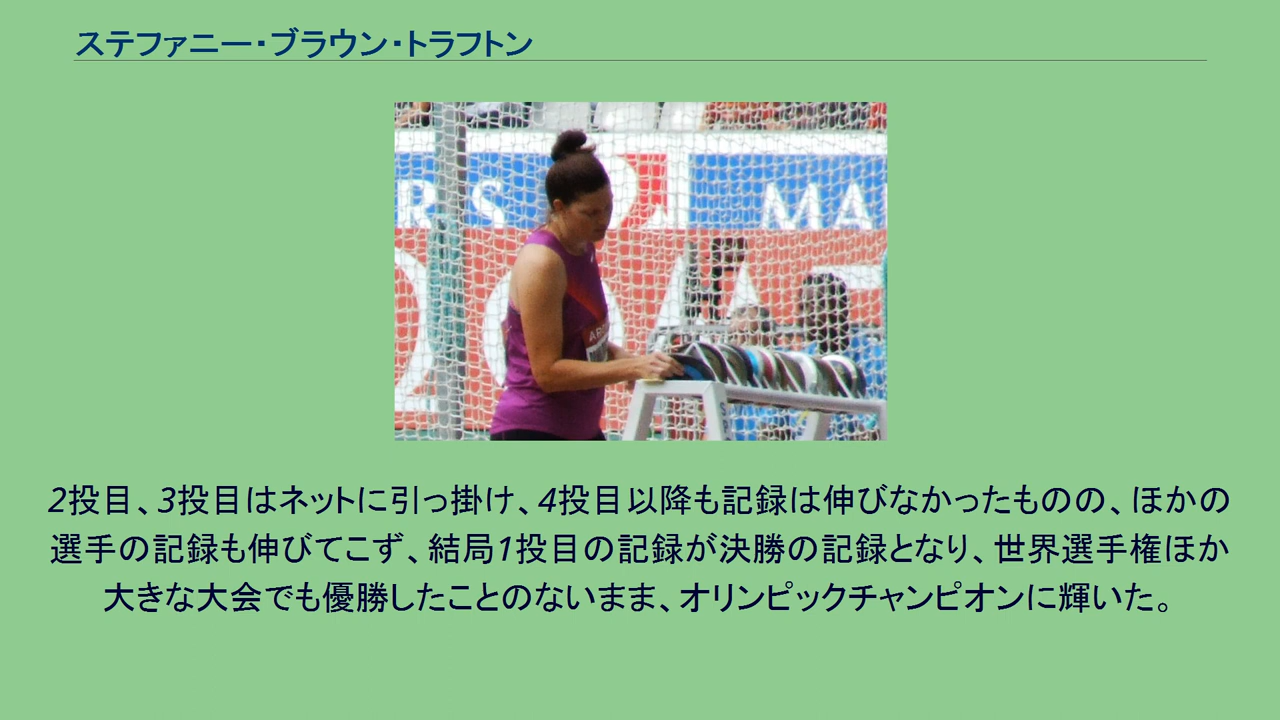 ステファニー・ブラウン・トラフトン
RS
MA
2投目、3投目はネットに引っ掛け、4投目以降も記録は伸びなかったものの、ほかの
選手の記録も伸びてこず、結局1投目の記録が決勝の記録となり、世界選手権ほか
大きな大会でも優勝したことのないまま、オリンピックチャンピオンに輝いた。